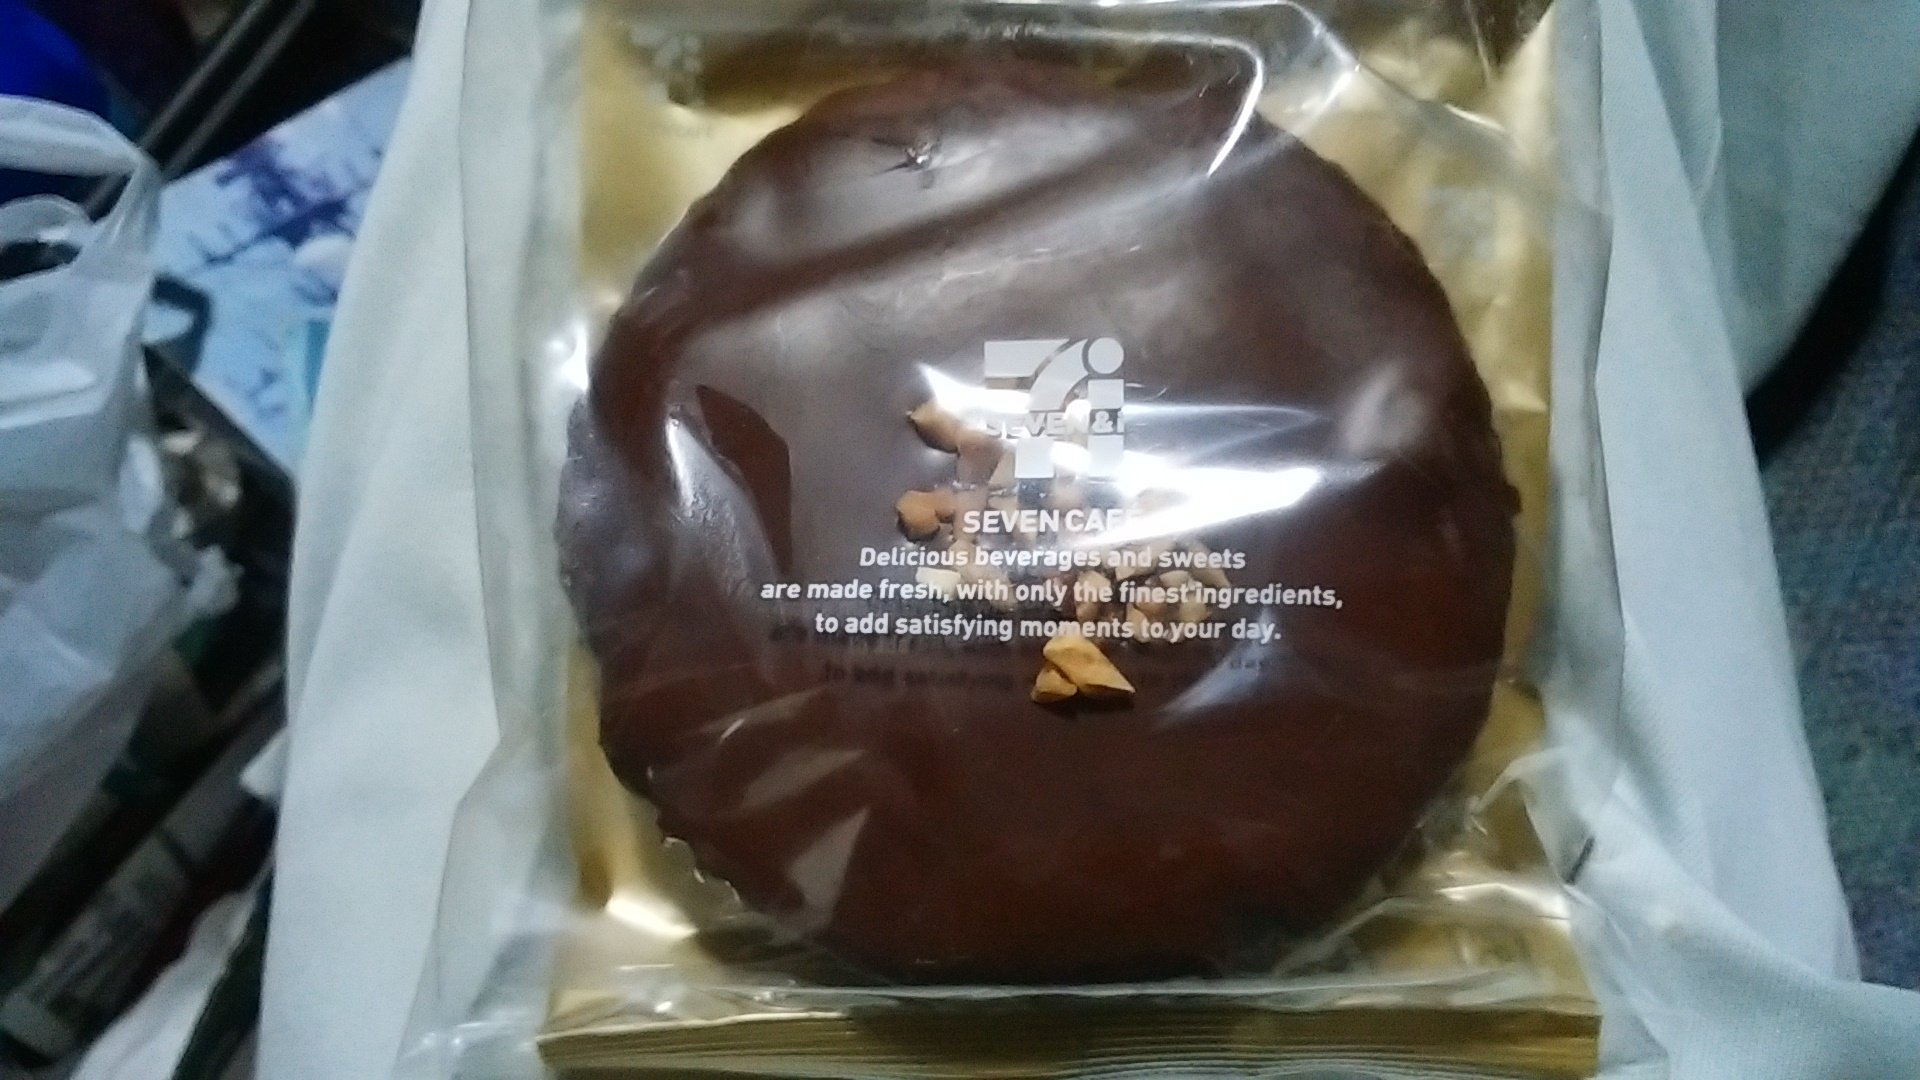 SEVEN & i
SEVEN CAFÉ
Delicious beverages and sweets
are made fresh, with only the finest ingredients,
to add satisfying moments to your day.